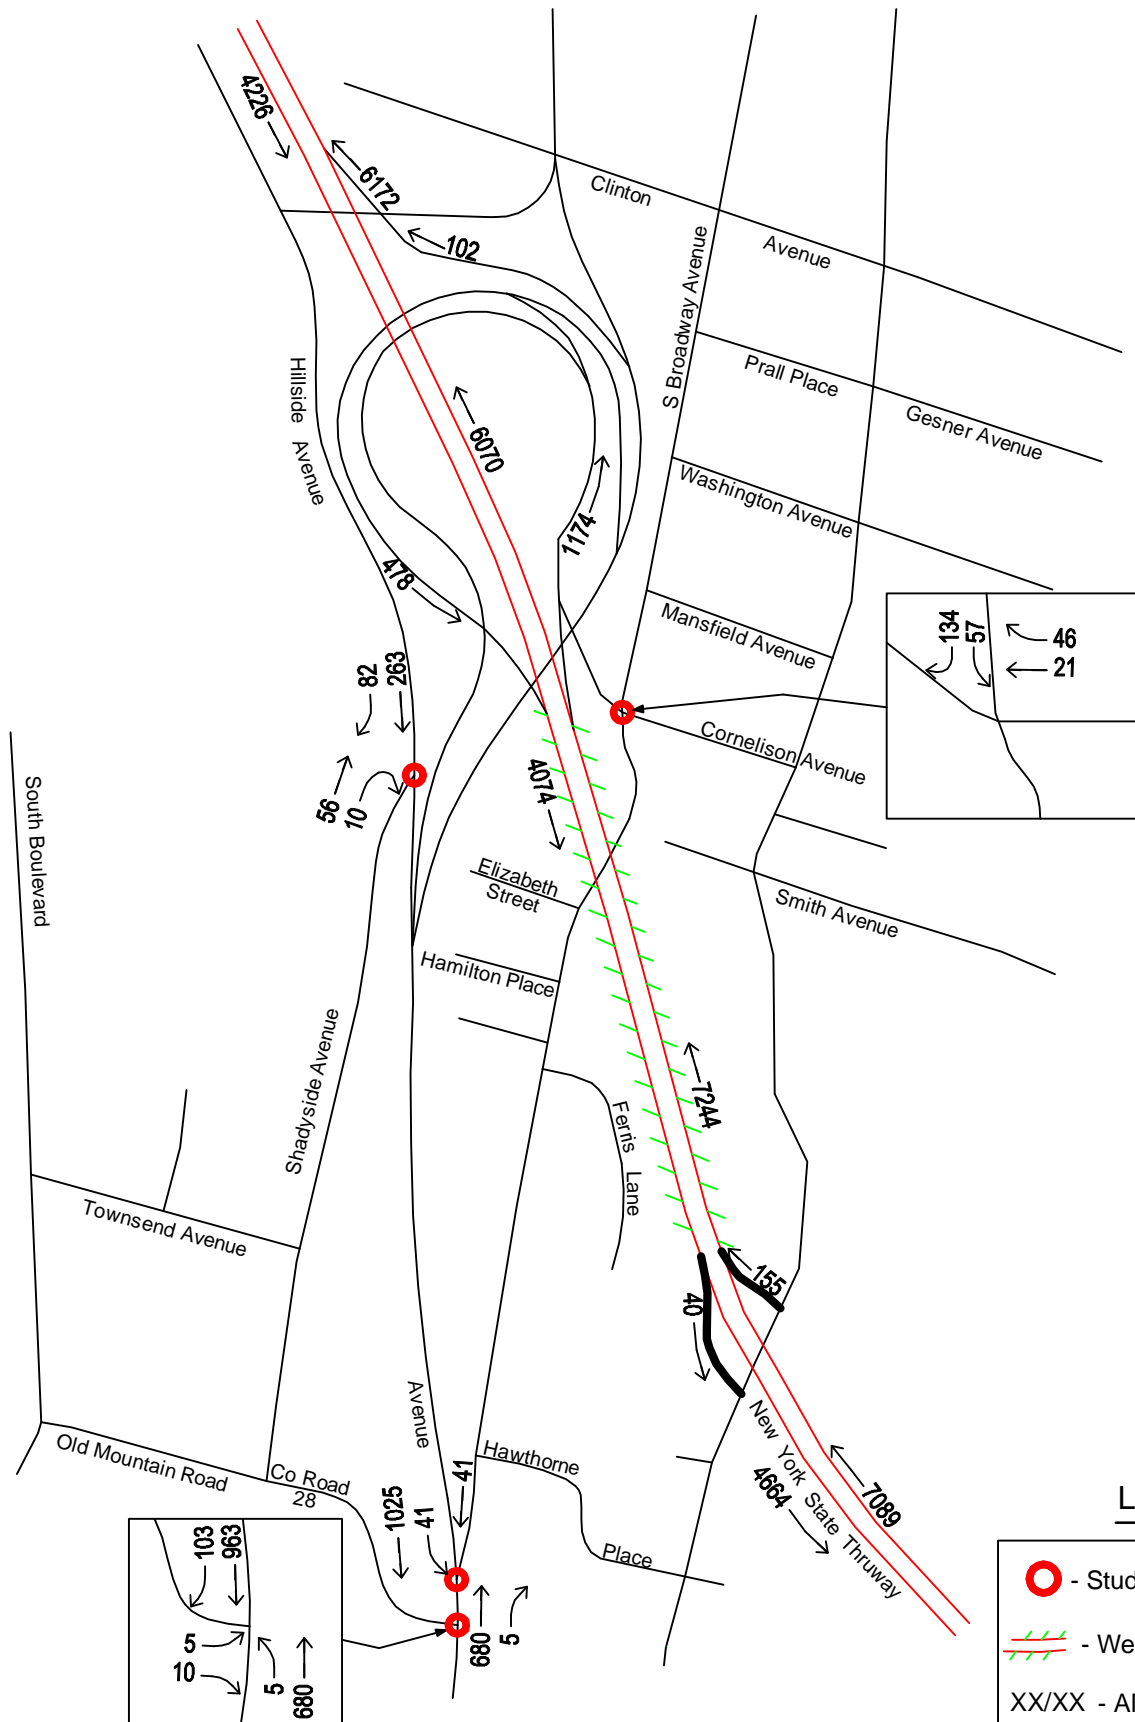 4226
6172
102
Clinton
Avenue
S Broadway Avenue
Prall Place
Gesner Avenue
Hillside Avenue
6070
1174
Washington Avenue
478
Mansfield Avenue
134
57
46
21
82
263
Cornelison Avenue
56
10
4074
South Boulevard
Elizabeth
Street
Smith Avenue
Hamilton Place
Shadyside Avenue
7244
Ferris Lane
Townsend Avenue
155
40
Avenue
New York State Thruway
Old Mountain Road
Co Road
28
Hawthorne
Place
41
1025
41
4664
7089
680
5
103
963
5
10
5
680
L
- Stud
- We
XX/XX - AM